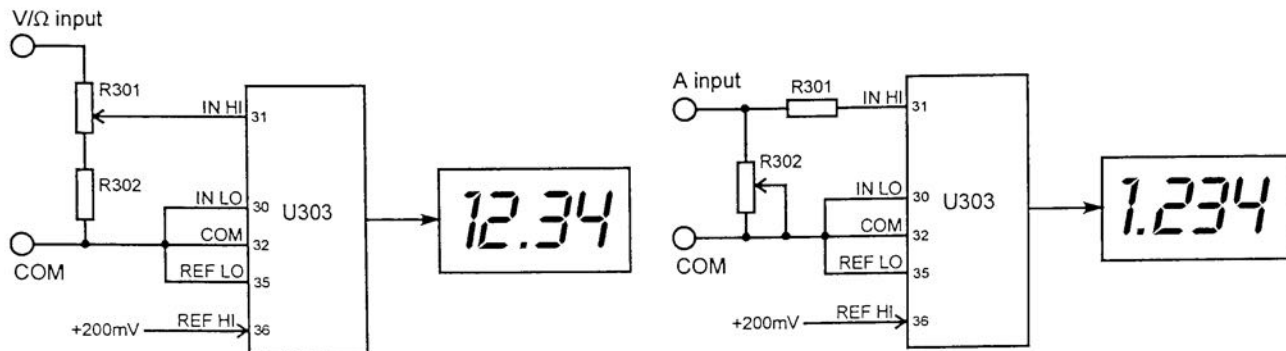 V/Ω input
R301
IN HI
31
R302
IN LO
30
U303
COM
32
COM
REF LO
35
+200mV
REF HI
36
12.34
A input
R301
IN HI
31
R302
IN LO
30
U303
COM
32
COM
REF LO
35
+200mV
REF HI
36
1.234